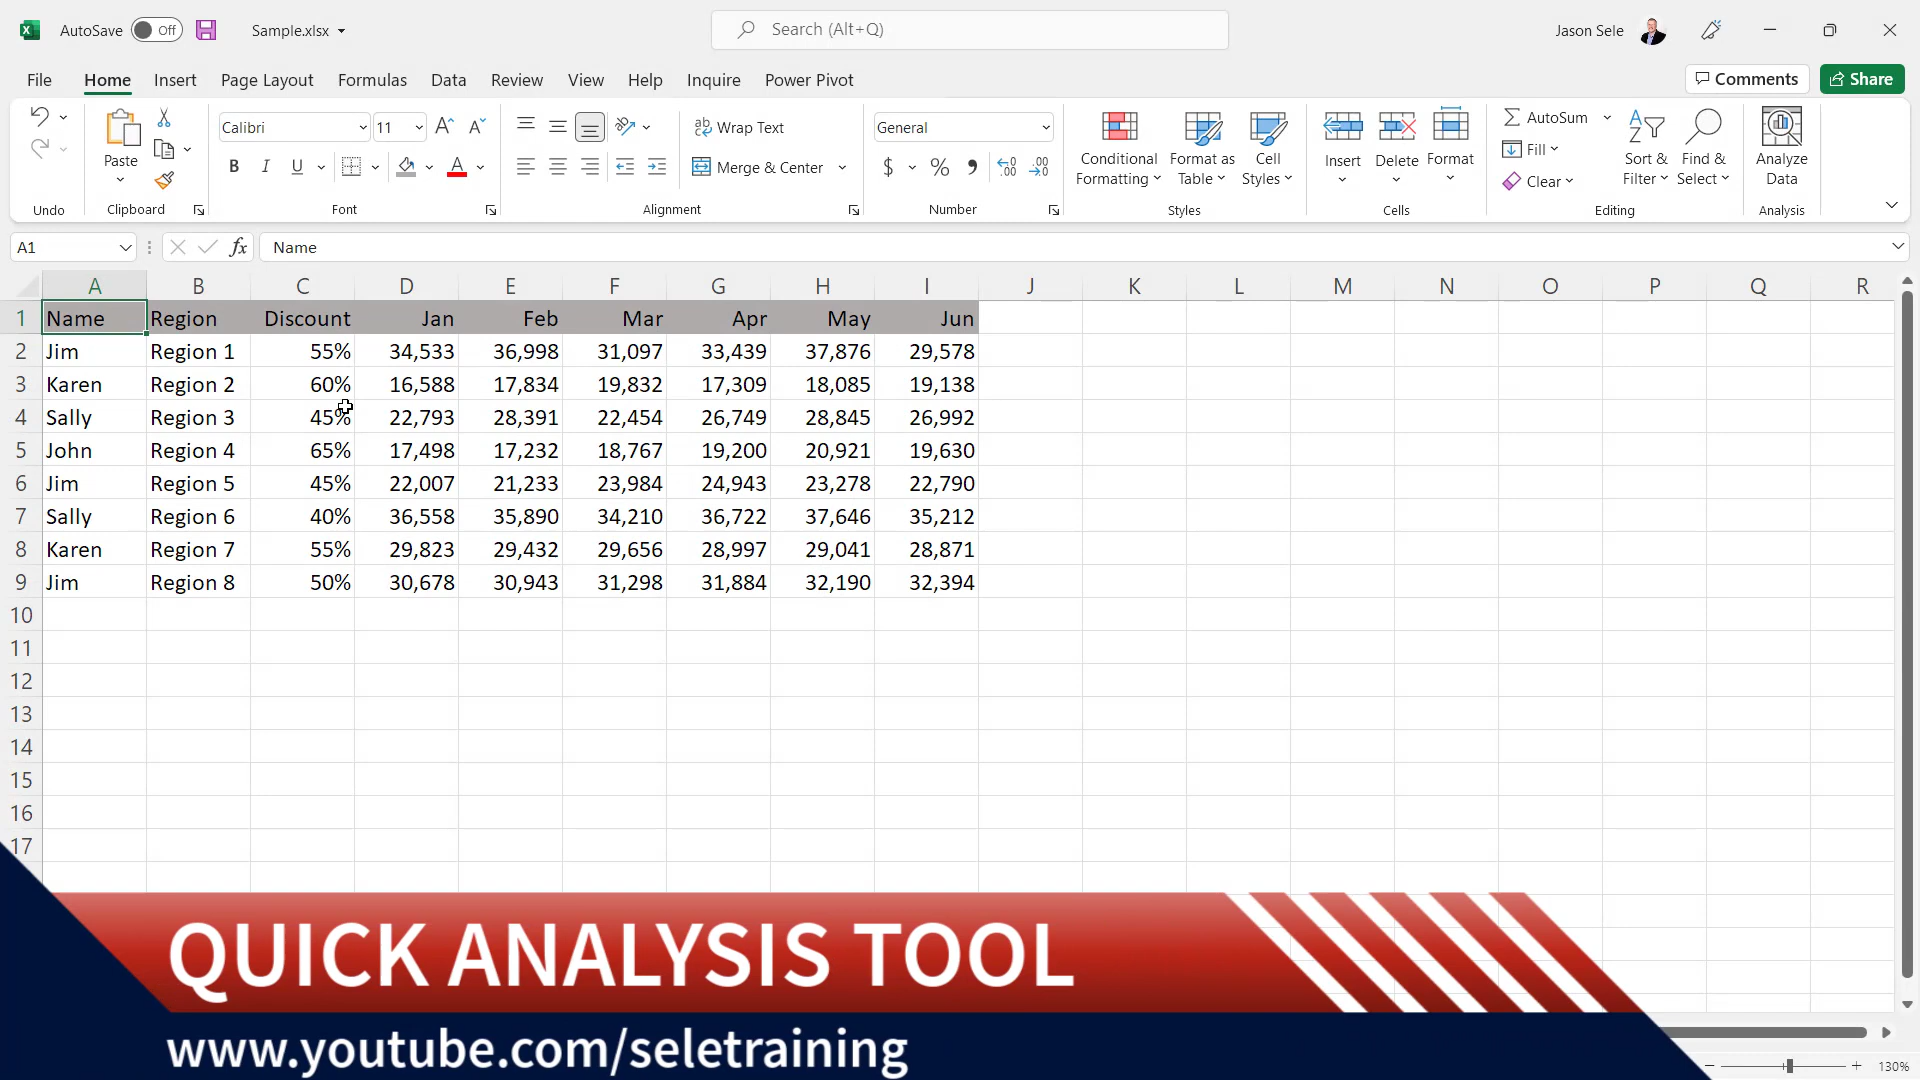 AutoSave Off Sample.xlsx Search (Alt+Q) Jason Sele
File Home Insert Page Layout Formulas Data Review View Help Inquire Power Pivot Comments Share
Calibri 11 Wrap Text General AutoSum
Paste B I U Merge & Center $ % Conditional Formatting Format as Table Cell Styles Insert Delete Format Fill Clear Sort & Filter Find & Select Analyze Data
Undo Clipboard Font Alignment Number Styles Cells Editing Analysis
A1 fx Name
A B C D E F G H I J K L M N O P Q R
1 Name Region Discount Jan Feb Mar Apr May Jun
2 Jim Region 1 55% 34,533 36,998 31,097 33,439 37,876 29,578
3 Karen Region 2 60% 16,588 17,834 19,832 17,309 18,085 19,138
4 Sally Region 3 45% 22,793 28,391 22,454 26,749 28,845 26,992
5 John Region 4 65% 17,498 17,232 18,767 19,200 20,921 19,630
6 Jim Region 5 45% 22,007 21,233 23,984 24,943 23,278 22,790
7 Sally Region 6 40% 36,558 35,890 34,210 36,722 37,646 35,212
8 Karen Region 7 55% 29,823 29,432 29,656 28,997 29,041 28,871
9 Jim Region 8 50% 30,678 30,943 31,298 31,884 32,190 32,394
10
11
12
13
14
15
16
17
QUICK ANALYSIS TOOL
www.youtube.com/seletraining
130%